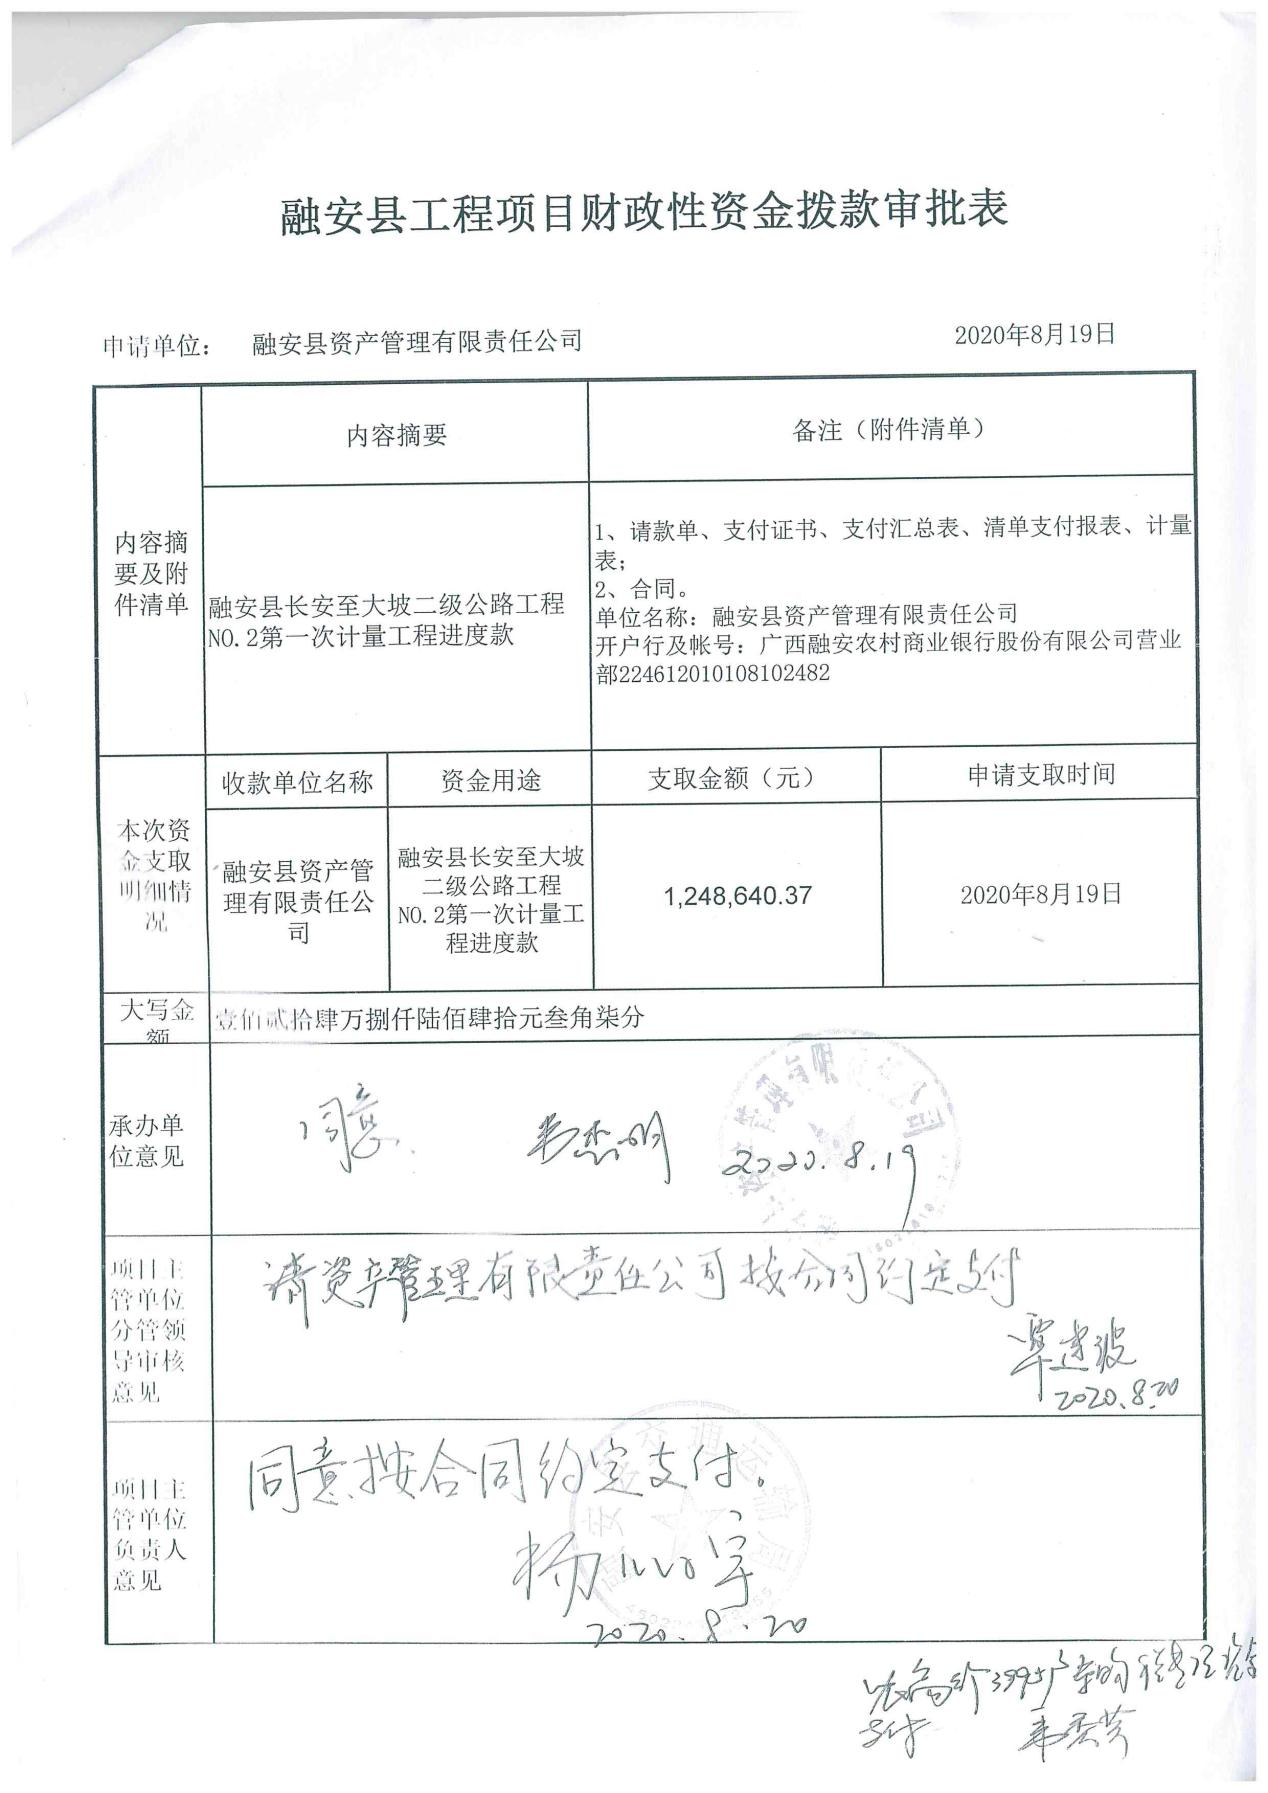 融安县工程项目财政性资金拨款审批表
申请单位： 融安县资产管理有限责任公司 2020年8月19日
内容摘要 备注（附件清单）
内容摘
要及附
件清单
融安县长安至大坡二级公路工程
NO.2第一次计量工程进度款
1、请款单、支付证书、支付汇总表、清单支付报表、计量
表；
2、合同。
单位名称：融安县资产管理有限责任公司
开户行及帐号：广西融安农村商业银行股份有限公司营业
部224612010108102482
本次资
金支取
明细情
况
收款单位名称 资金用途 支取金额（元） 申请支取时间
融安县资产管
理有限责任公
司
融安县长安至大坡
二级公路工程
NO.2第一次计量工
程进度款
1,248,640.37
2020年8月19日
大写金
额
壹佰贰拾肆万捌仟陆佰肆拾元叁角柒分
承办单
位意见
同意 韦杰明 2020.8.19
项目主
管单位
分管领
导审核
意见
请资产管理有限责任公司按合同约定支付
覃建波
2020.8.20
项目主
管单位
负责人
意见
同意按合同约定支付。
杨 宇
2020.8.20
支付